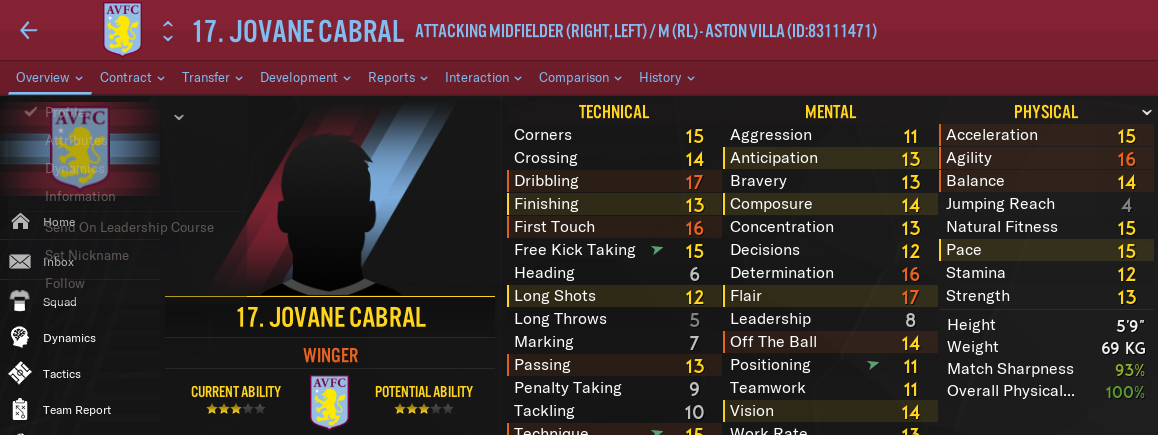 17. JOVANE CABRAL ATTACKING MIDFIELDER (RIGHT, LEFT) / M (RL) - ASTON VILLA (ID:83111471)
Overview Contract Transfer Development Reports Interaction Comparison History
Profile
Attributes
Dynamics
Information
Send On Leadership Course
Set Nickname
Follow
AVFC
Home
Inbox
Squad
Dynamics
Tactics
Team Report
17. JOVANE CABRAL
WINGER
CURRENT ABILITY
AVFC
POTENTIAL ABILITY
TECHNICAL
Corners 15
Crossing 14
Dribbling 17
Finishing 13
First Touch 16
Free Kick Taking 15
Heading 6
Long Shots 12
Long Throws 5
Marking 7
Passing 13
Penalty Taking 9
Tackling 10
Technique 15
MENTAL
Aggression 11
Anticipation 13
Bravery 13
Composure 14
Concentration 13
Decisions 12
Determination 16
Flair 17
Leadership 8
Off The Ball 14
Positioning 11
Teamwork 11
Vision 14
Work Rate 13
PHYSICAL
Acceleration 15
Agility 16
Balance 14
Jumping Reach 4
Natural Fitness 15
Pace 15
Stamina 12
Strength 13
Height 5'9"
Weight 69 KG
Match Sharpness 93%
Overall Physical... 100%